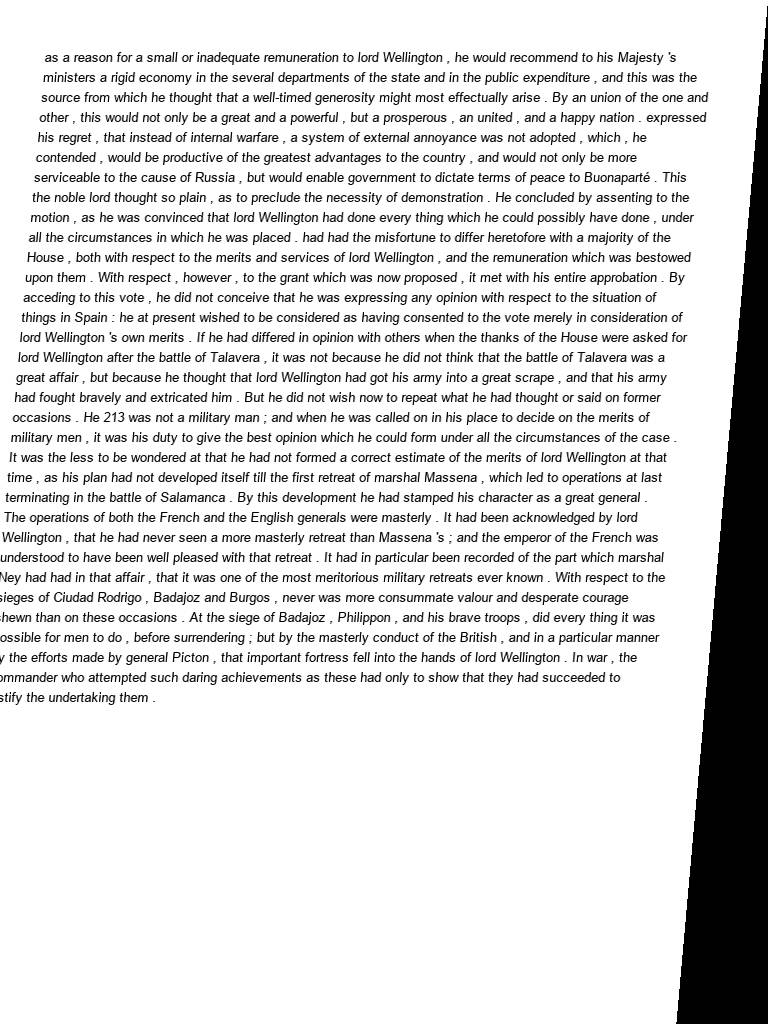 as a reason for a small or inadequate remuneration to lord Wellington , he would recommend to his Majesty 's
ministers a rigid economy in the several departments of the state and in the public expenditure , and this was the
source from which he thought that a well-timed generosity might most effectually arise . By an union of the one and
other , this would not only be a great and a powerful , but a prosperous , an united , and a happy nation . expressed
his regret , that instead of internal warfare , a system of external annoyance was not adopted , which , he
contended , would be productive of the greatest advantages to the country , and would not only be more
serviceable to the cause of Russia , but would enable government to dictate terms of peace to Buonaparté . This
the noble lord thought so plain , as to preclude the necessity of demonstration . He concluded by assenting to the
motion , as he was convinced that lord Wellington had done every thing which he could possibly have done , under
all the circumstances in which he was placed . had had the misfortune to differ heretofore with a majority of the
House , both with respect to the merits and services of lord Wellington , and the remuneration which was bestowed
upon them . With respect , however , to the grant which was now proposed , it met with his entire approbation . By
acceding to this vote , he did not conceive that he was expressing any opinion with respect to the situation of
things in Spain : he at present wished to be considered as having consented to the vote merely in consideration of
lord Wellington 's own merits . If he had differed in opinion with others when the thanks of the House were asked for
lord Wellington after the battle of Talavera , it was not because he did not think that the battle of Talavera was a
great affair , but because he thought that lord Wellington had got his army into a great scrape , and that his army
had fought bravely and extricated him . But he did not wish now to repeat what he had thought or said on former
occasions . He 213 was not a military man ; and when he was called on in his place to decide on the merits of
military men , it was his duty to give the best opinion which he could form under all the circumstances of the case .
It was the less to be wondered at that he had not formed a correct estimate of the merits of lord Wellington at that
time , as his plan had not developed itself till the first retreat of marshal Massena , which led to operations at last
terminating in the battle of Salamanca . By this development he had stamped his character as a great general .
The operations of both the French and the English generals were masterly . It had been acknowledged by lord
Wellington , that he had never seen a more masterly retreat than Massena 's ; and the emperor of the French was
understood to have been well pleased with that retreat . It had in particular been recorded of the part which marshal
Ney had had in that affair , that it was one of the most meritorious military retreats ever known . With respect to the
sieges of Ciudad Rodrigo , Badajoz and Burgos , never was more consummate valour and desperate courage
shewn than on these occasions . At the siege of Badajoz , Philippon , and his brave troops , did every thing it was
ossible for men to do , before surrendering ; but by the masterly conduct of the British , and in a particular manner
y the efforts made by general Picton , that important fortress fell into the hands of lord Wellington . In war , the
ommander who attempted such daring achievements as these had only to show that they had succeeded to
stify the undertaking them .